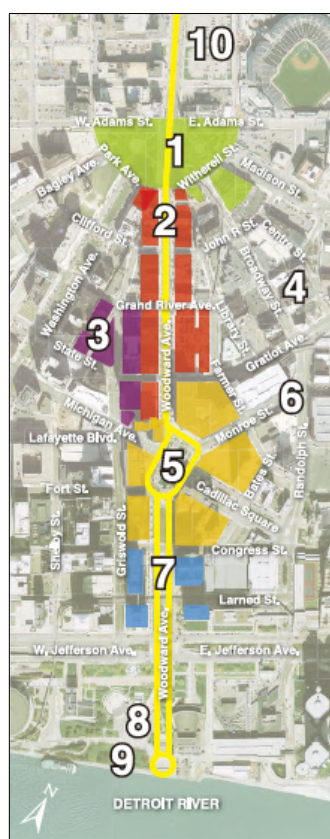 10
W. Adams St.
E. Adams St.
1
Park Ave.
Witherell St.
Bagley Ave.
Madison St.
2
Clifford St.
John R St.
Centre St.
Washington Ave.
Broadway St.
4
Grand River Ave.
3
Library St.
State St.
Woodward Ave.
Gratiot Ave.
Farmer St.
6
Michigan Ave.
Monroe St.
Lafayette Blvd.
5
Bates St.
Randolph St.
Fort St.
Cadillac Square
Shelby St.
Griswold St.
Congress St.
7
Larned St.
W. Jefferson Ave.
E. Jefferson Ave.
Woodward Ave.
8
9
N
DETROIT RIVER